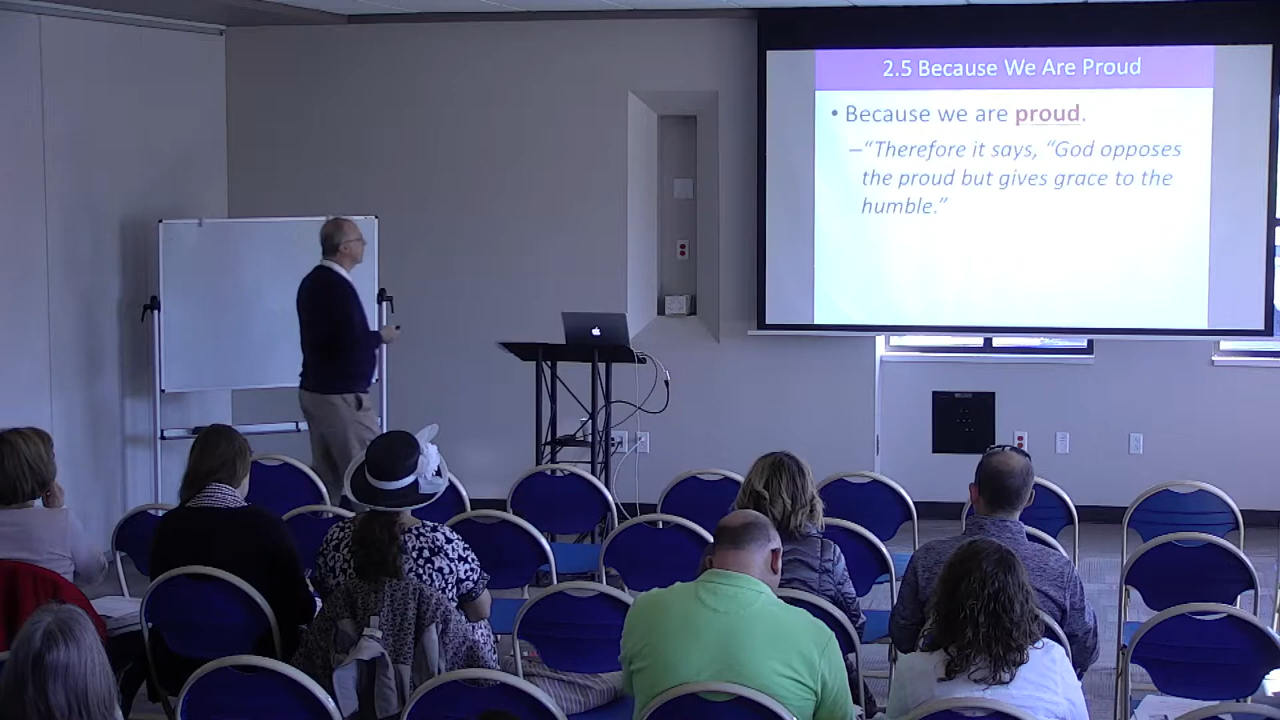 2.5 Because We Are Proud
• Because we are proud.
–“Therefore it says, “God opposes
the proud but gives grace to the
humble.”